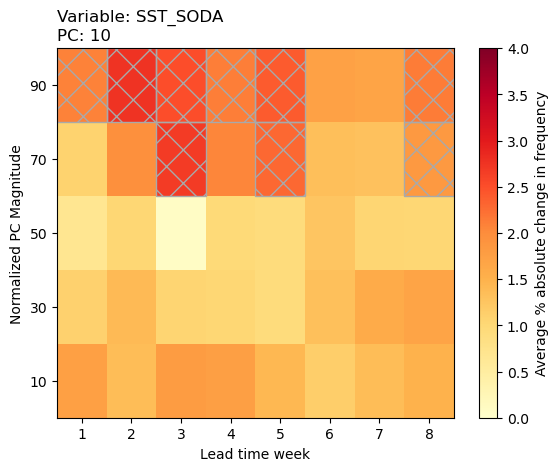 Variable: SST_SODA
PC: 10
4.0
3.5
3.0
2.5
2.0
1.5
1.0
0.5
0.0
Average % absolute change in frequency
90
70
50
30
10
Normalized PC Magnitude
1 2 3 4 5 6 7 8
Lead time week